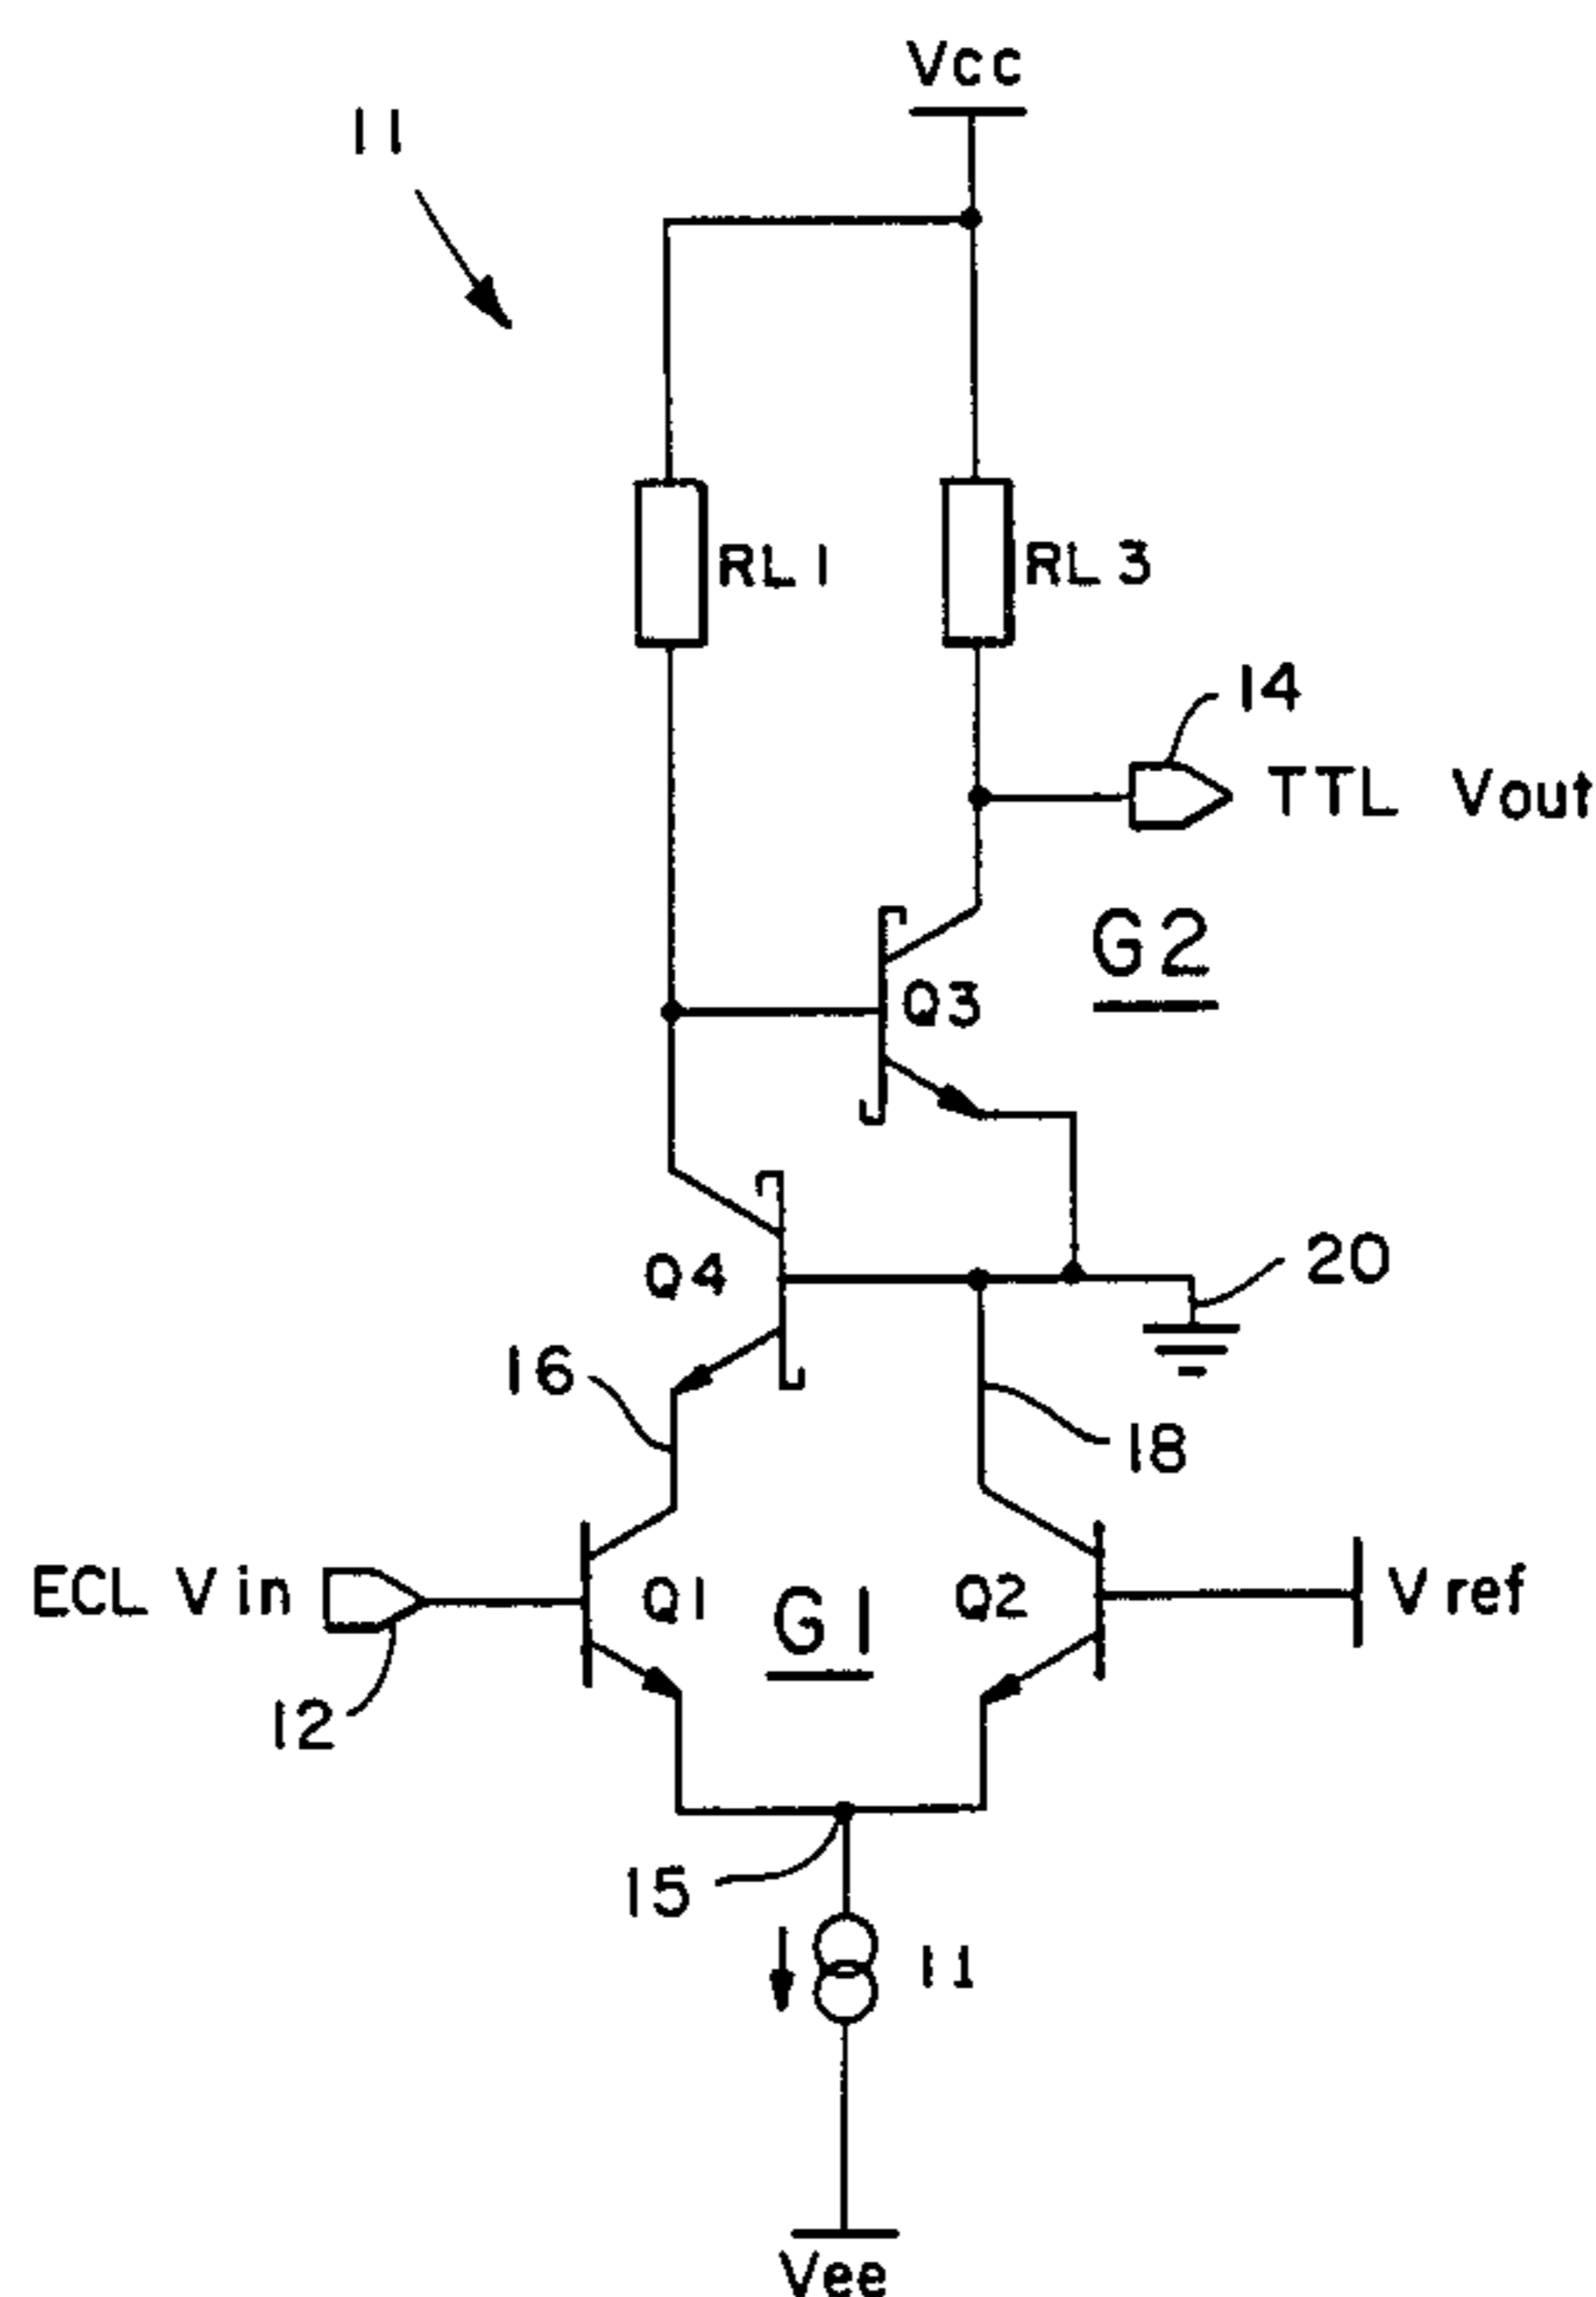 Vcc
11
RL1
RL3
14
TTL Vout
G2
Q3
Q4
20
16
18
ECL Vin
Q1
G1
Q2
Vref
12
15
I1
Vee